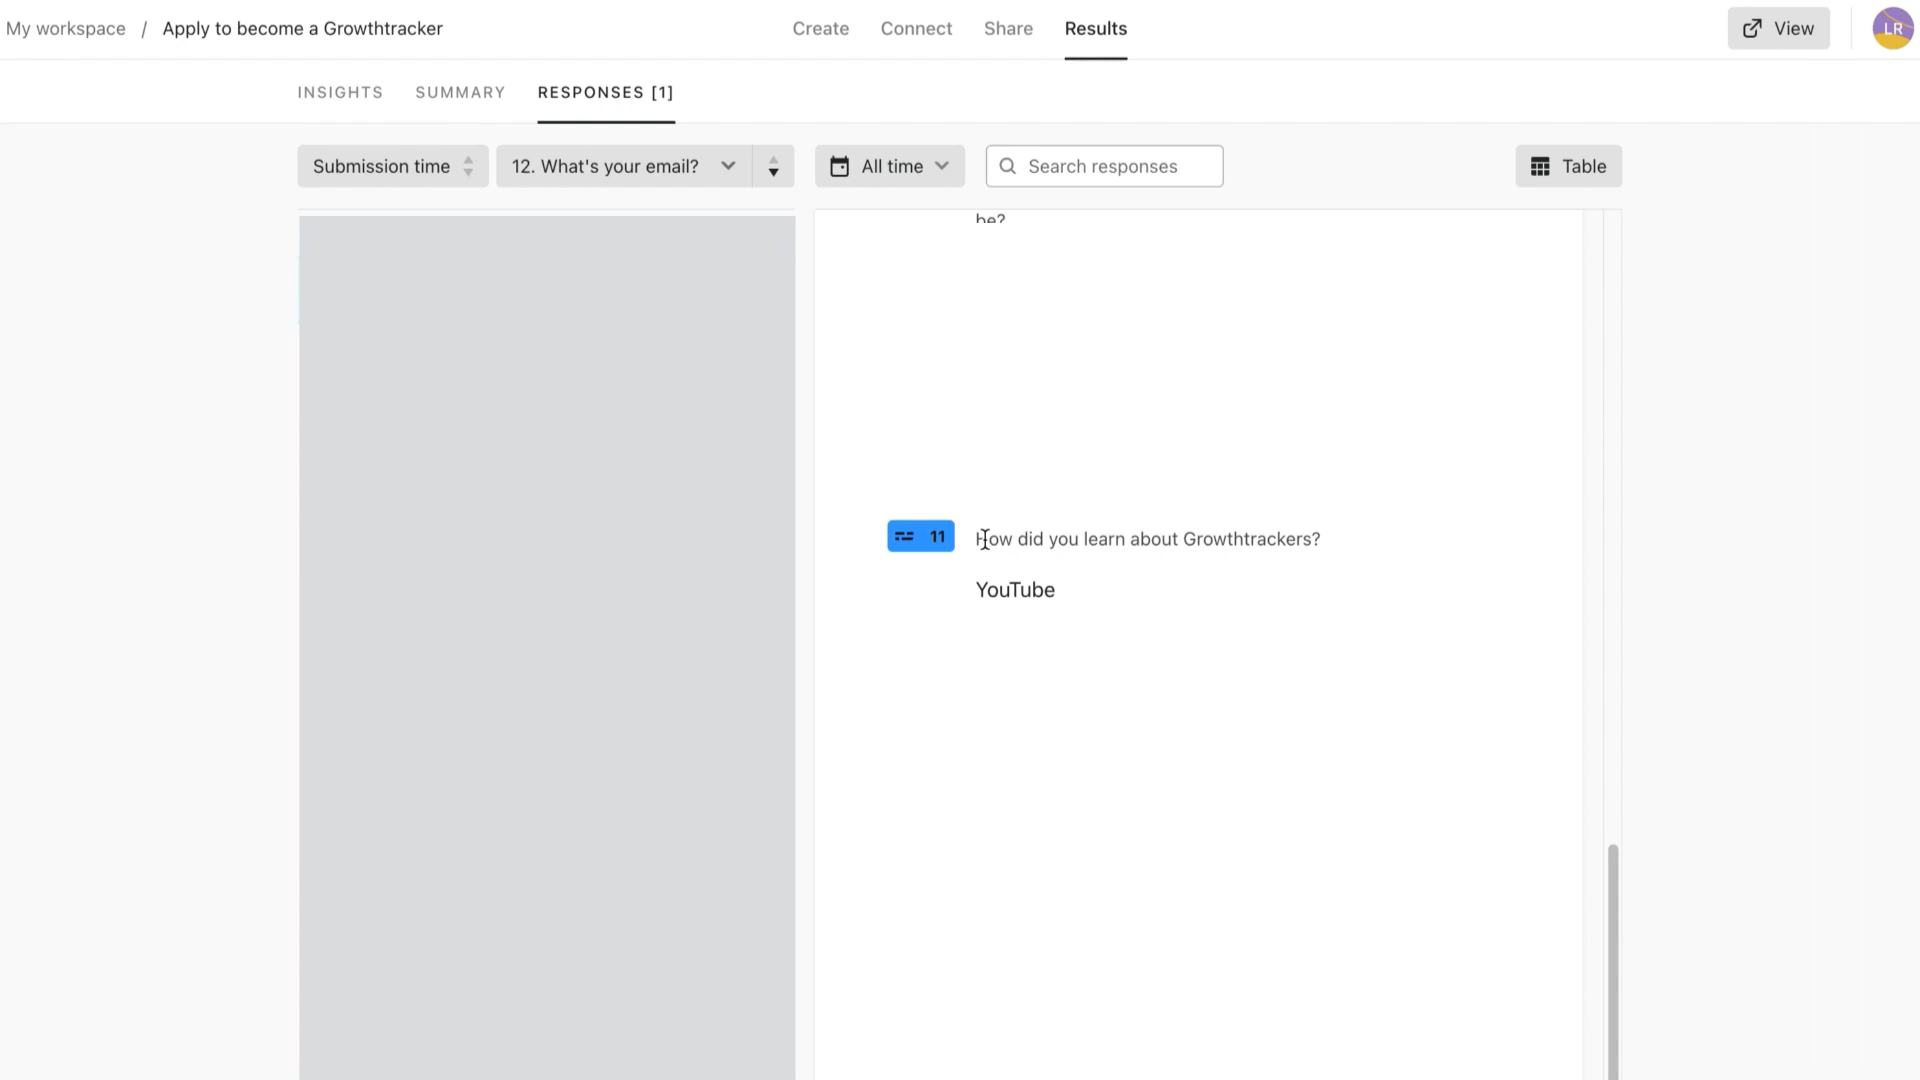 My workspace / Apply to become a Growthtracker
Create Connect Share Results
View
LR
INSIGHTS SUMMARY RESPONSES [1]
Submission time
12. What's your email?
All time
Search responses
Table
be?
11 How did you learn about Growthtrackers?
YouTube